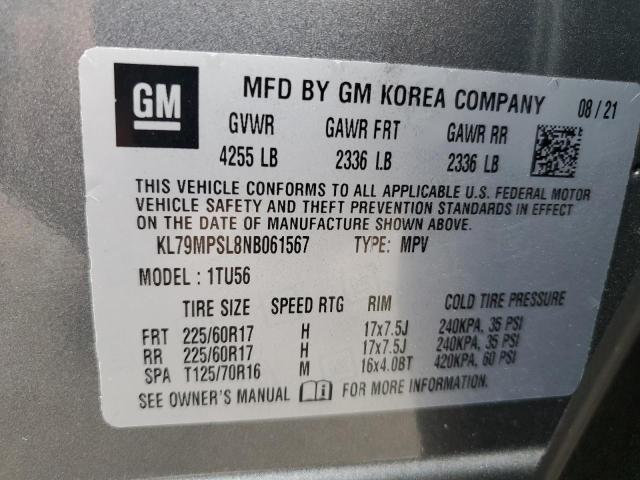 GM MFD BY GM KOREA COMPANY 08/21
GVWR GAWR FRT GAWR RR
4255 LB 2336 LB 2336 LB
THIS VEHICLE CONFORMS TO ALL APPLICABLE U.S. FEDERAL MOTOR
VEHICLE SAFETY AND THEFT PREVENTION STANDARDS IN EFFECT
ON THE DATE OF MANUFACTURE SHOWN ABOVE.
KL79MPSL8NB061567 TYPE: MPV
MODEL: 1TU56
TIRE SIZE SPEED RTG RIM COLD TIRE PRESSURE
FRT 225/60R17 H 17x7.5J 240KPA, 35 PSI
RR 225/60R17 H 17x7.5J 240KPA, 35 PSI
SPA T125/70R16 M 16x4.0BT 420KPA, 60 PSI
SEE OWNER'S MANUAL FOR MORE INFORMATION.